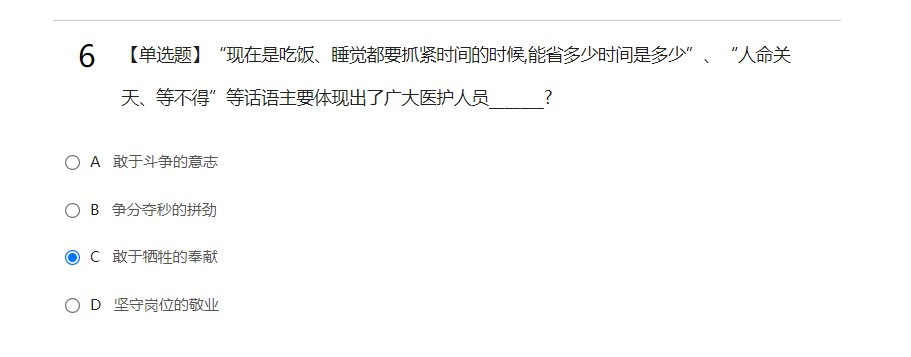 6 【单选题】“现在是吃饭、睡觉都要抓紧时间的时候,能省多少时间是多少”、“人命关
天、等不得”等话语主要体现出了广大医护人员______?
A 敢于斗争的意志
B 争分夺秒的拼劲
C 敢于牺牲的奉献
D 坚守岗位的敬业